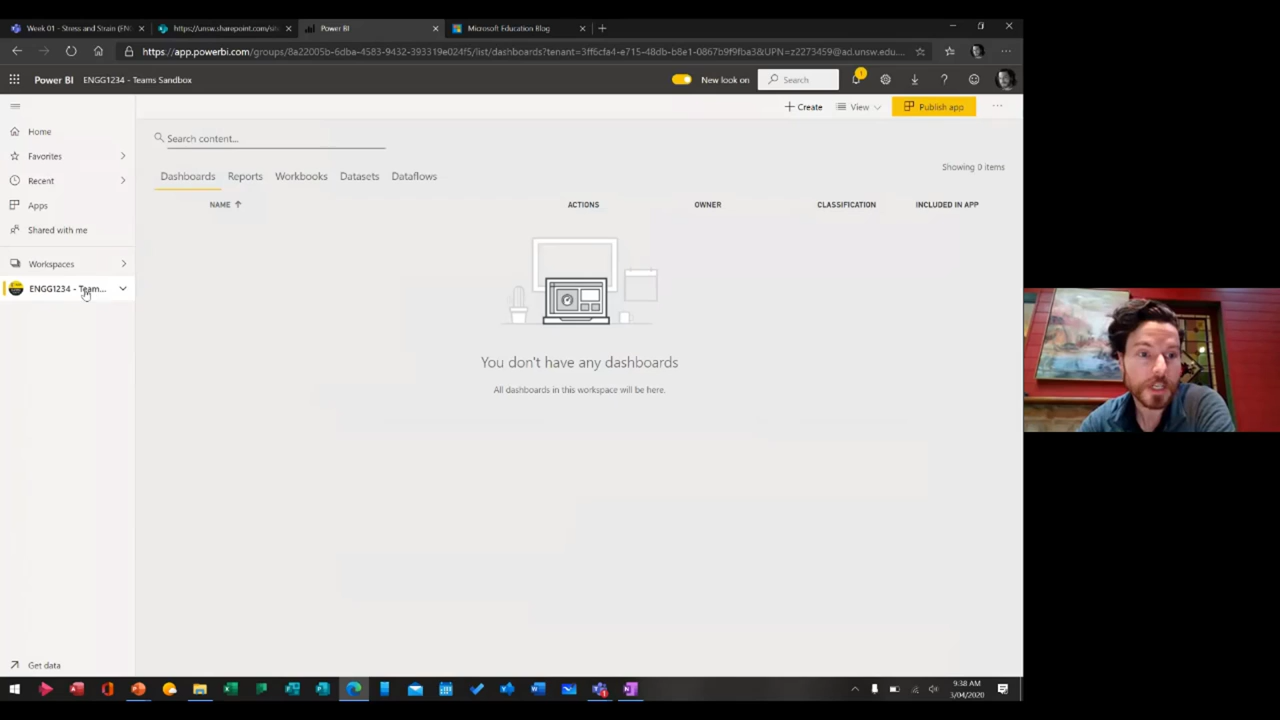 Week 01 - Stress and Strain (EN
https://unsw.sharepoint.com/sit
Power BI
Microsoft Education Blog
https://app.powerbi.com/groups/8a22005b-6dba-4583-9432-393319e024f5/list/dashboards?tenant=3ff6cfa4-e715-48db-b8e1-0867b9f9fba3&UPN=z2273459@ad.unsw.edu....
Power BI
ENGG1234 - Teams Sandbox
New look on
Search
1
Create
View
Publish app
Home
Favorites
Recent
Apps
Shared with me
Workspaces
ENGG1234 - Team...
Get data
Search content...
Dashboards Reports Workbooks Datasets Dataflows
Showing 0 items
NAME ACTIONS OWNER CLASSIFICATION INCLUDED IN APP
You don't have any dashboards
All dashboards in this workspace will be here.
9:38 AM
3/04/2020